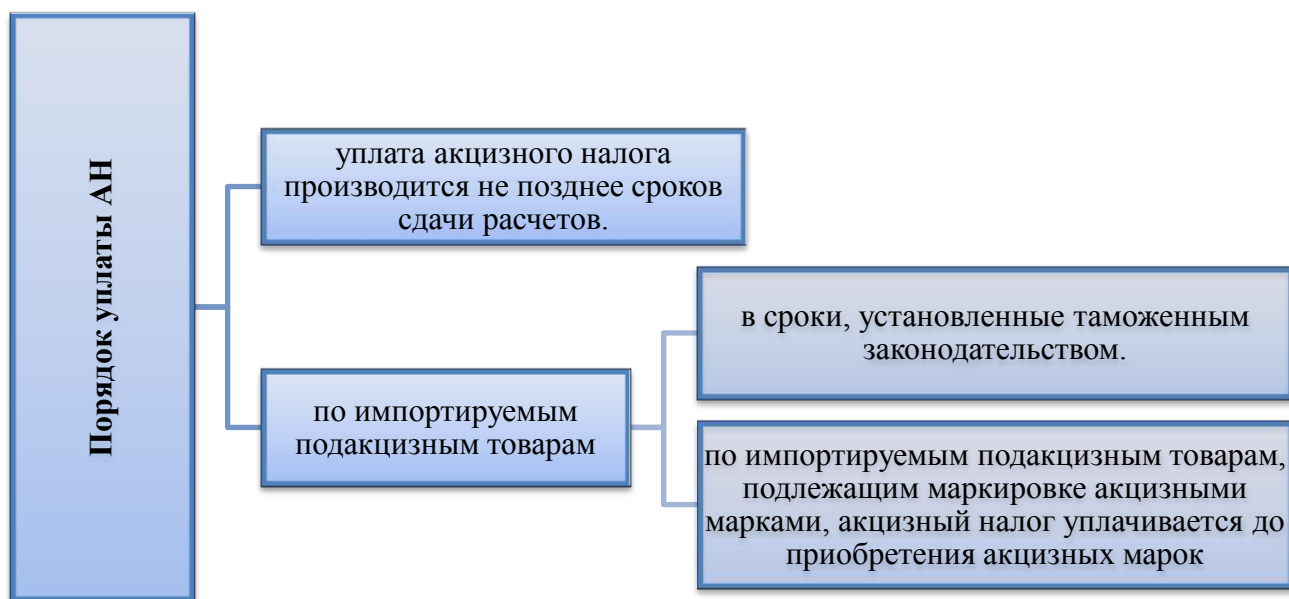 Порядок уплаты АН
уплата акцизного налога
производится не позднее сроков
сдачи расчетов.
по импортируемым
подакцизным товарам
в сроки, установленные таможенным
законодательством.
по импортируемым подакцизным товарам,
подлежащим маркировке акцизными
марками, акцизный налог уплачивается до
приобретения акцизных марок